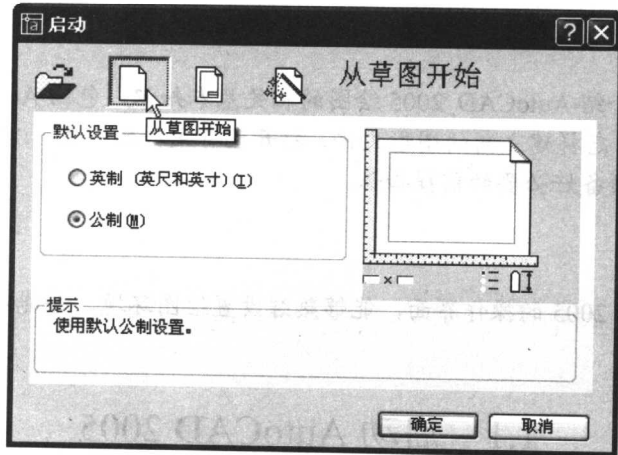 启动
从草图开始
从草图开始
默认设置
英制 (英尺和英寸)(I)
公制(M)
提示
使用默认公制设置。
确定
取消